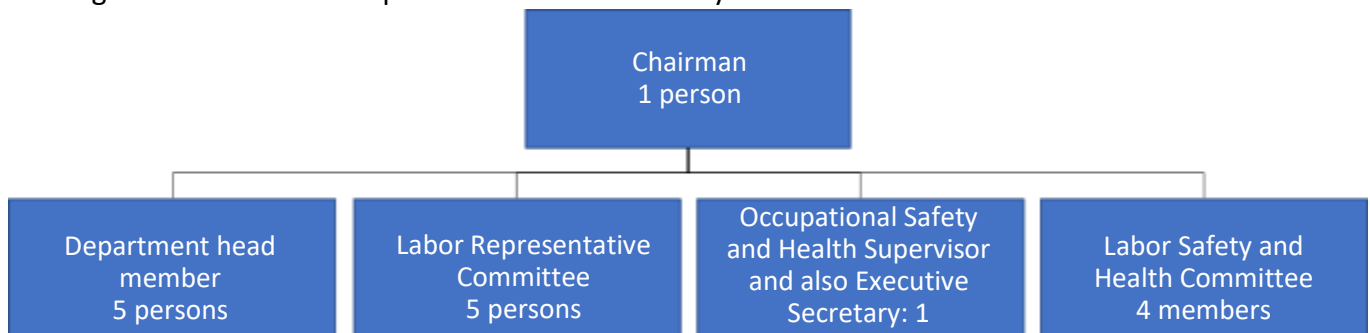 Chairman
1 person
Department head
member
5 persons
Labor Representative
Committee
5 persons
Occupational Safety
and Health Supervisor
and also Executive
Secretary: 1
Labor Safety and
Health Committee
4 members